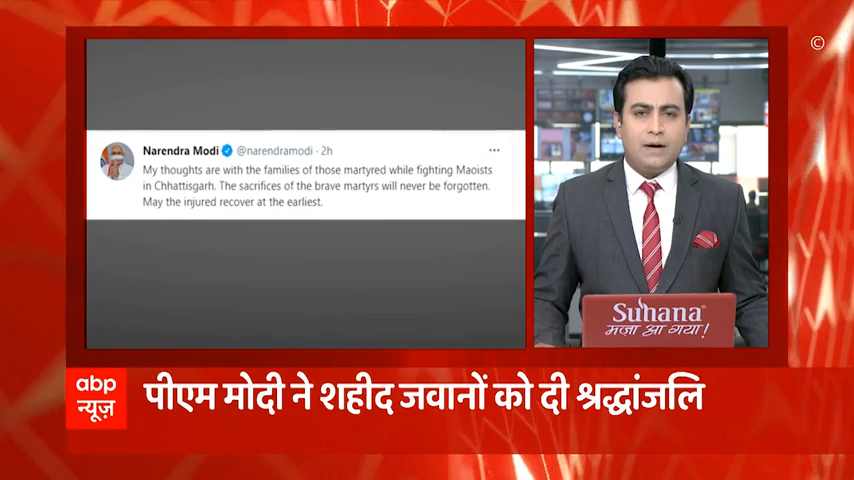 ©
Narendra Modi @narendramodi · 2h
My thoughts are with the families of those martyred while fighting Maoists
in Chhattisgarh. The sacrifices of the brave martyrs will never be forgotten.
May the injured recover at the earliest.
Suhana®
मज़ा आ गया!
abp
न्यूज़
पीएम मोदी ने शहीद जवानों को दी श्रद्धांजलि